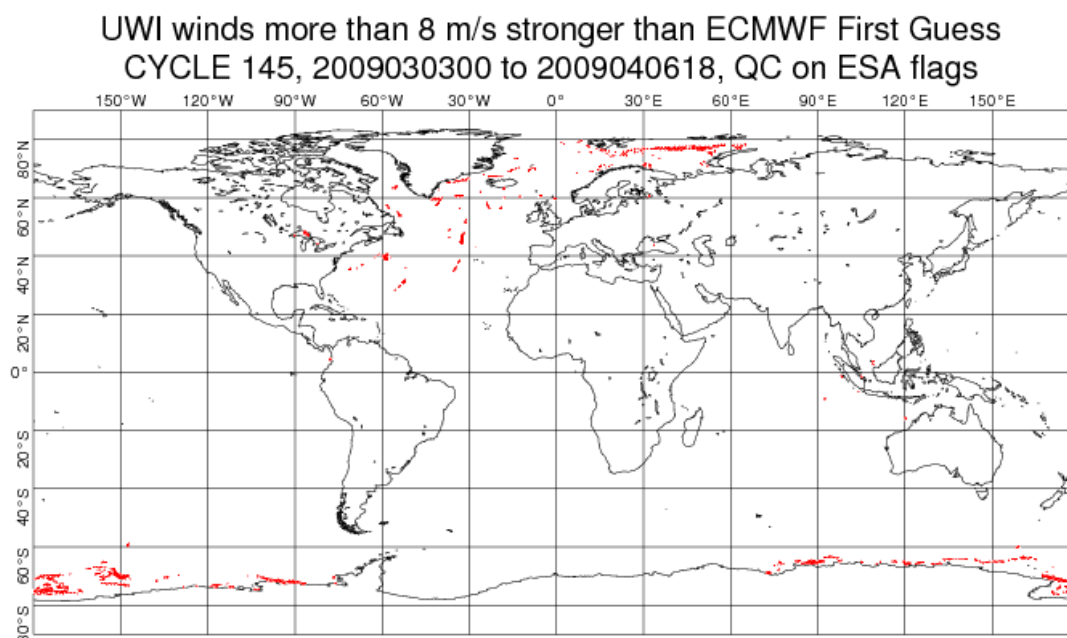 UWI winds more than 8 m/s stronger than ECMWF First Guess
CYCLE 145, 2009030300 to 2009040618, QC on ESA flags
150°W 120°W 90°W 60°W 30°W 0° 30°E 60°E 90°E 120°E 150°E
80°N
60°N
40°N
20°N
0°
20°S
40°S
60°S
80°S